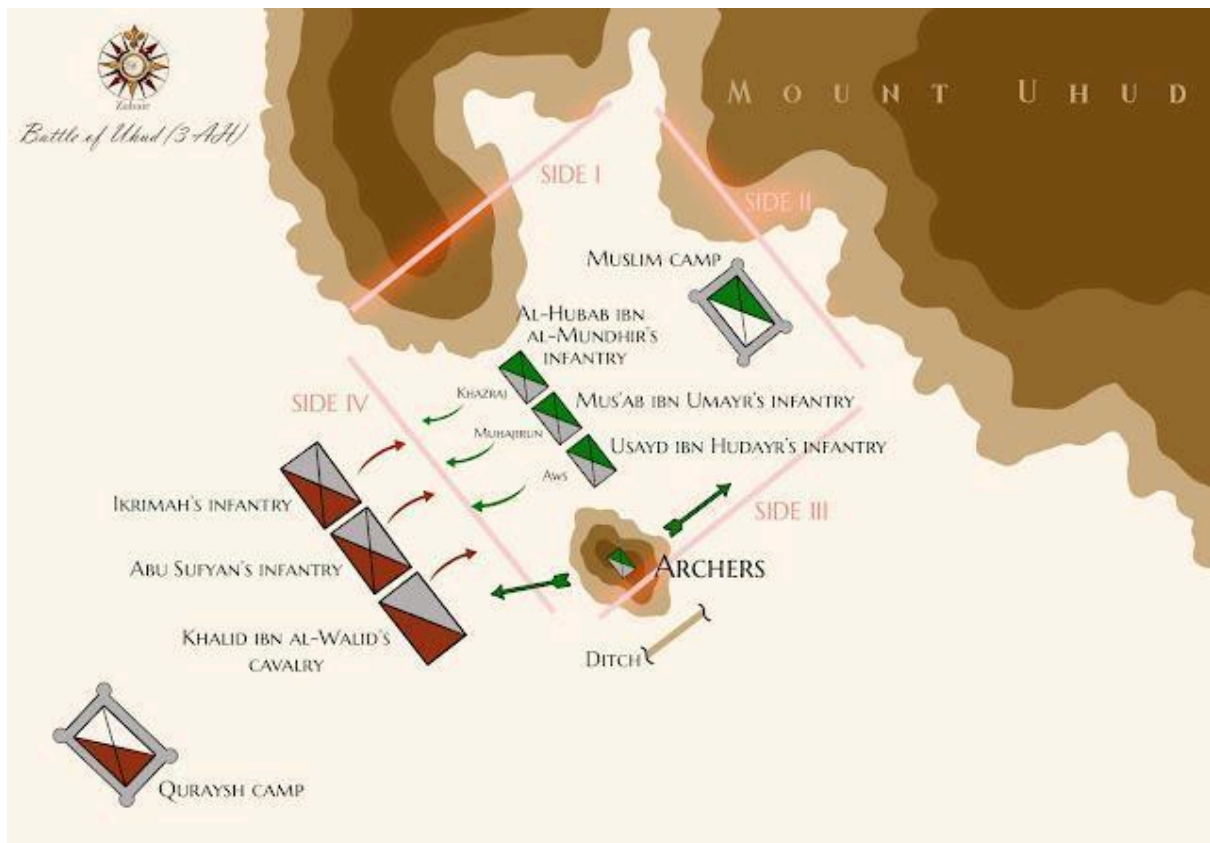 Zubair
Battle of Uhud (3 AH)
MOUNT UHUD
SIDE I
SIDE II
MUSLIM CAMP
AL-HUBAB IBN
AL-MUNDHIR'S
INFANTRY
KHAZRAJ
SIDE IV
MUS'AB IBN UMAYR'S INFANTRY
MUHAJIRUN
USAYD IBN HUDAYR'S INFANTRY
AWS
IKRIMAH'S INFANTRY
SIDE III
ABU SUFYAN'S INFANTRY
ARCHERS
KHALID IBN AL-WALID'S
CAVALRY
DITCH
QURAYSH CAMP